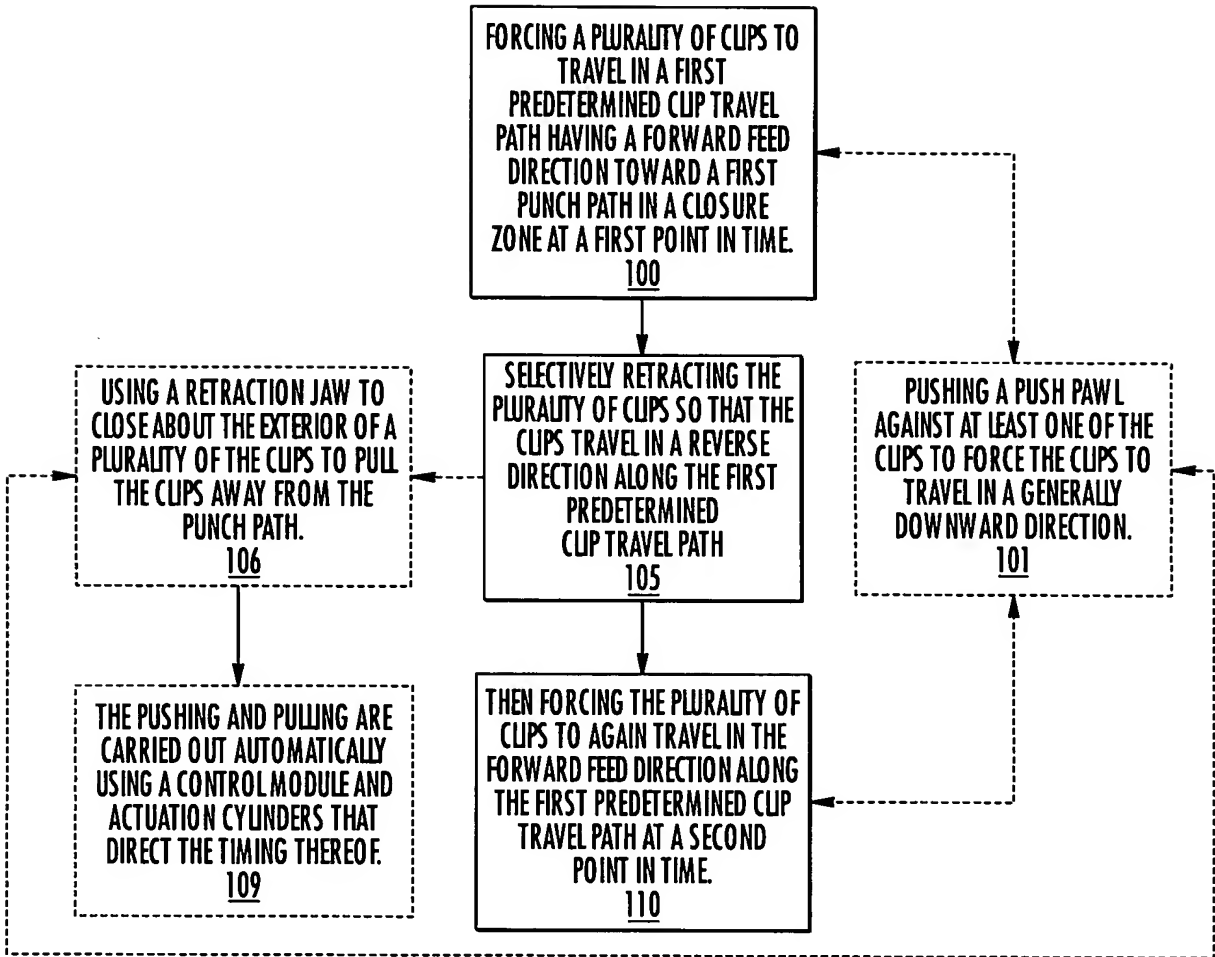 FORCING A PLURALITY OF CLIPS TO
TRAVEL IN A FIRST
PREDETERMINED CLIP TRAVEL
PATH HAVING A FORWARD FEED
DIRECTION TOWARD A FIRST
PUNCH PATH IN A CLOSURE
ZONE AT A FIRST POINT IN TIME.
100
USING A RETRACTION JAW TO
CLOSE ABOUT THE EXTERIOR OF A
PLURALITY OF THE CLIPS TO PULL
THE CLIPS AWAY FROM THE
PUNCH PATH.
106
SELECTIVELY RETRACTING THE
PLURALITY OF CLIPS SO THAT THE
CLIPS TRAVEL IN A REVERSE
DIRECTION ALONG THE FIRST
PREDETERMINED
CLIP TRAVEL PATH
105
PUSHING A PUSH PAWL
AGAINST AT LEAST ONE OF THE
CLIPS TO FORCE THE CLIPS TO
TRAVEL IN A GENERALLY
DOWNWARD DIRECTION.
101
THE PUSHING AND PULLING ARE
CARRIED OUT AUTOMATICALLY
USING A CONTROL MODULE AND
ACTUATION CYLINDERS THAT
DIRECT THE TIMING THEREOF.
109
THEN FORCING THE PLURALITY OF
CLIPS TO AGAIN TRAVEL IN THE
FORWARD FEED DIRECTION ALONG
THE FIRST PREDETERMINED CLIP
TRAVEL PATH AT A SECOND
POINT IN TIME.
110